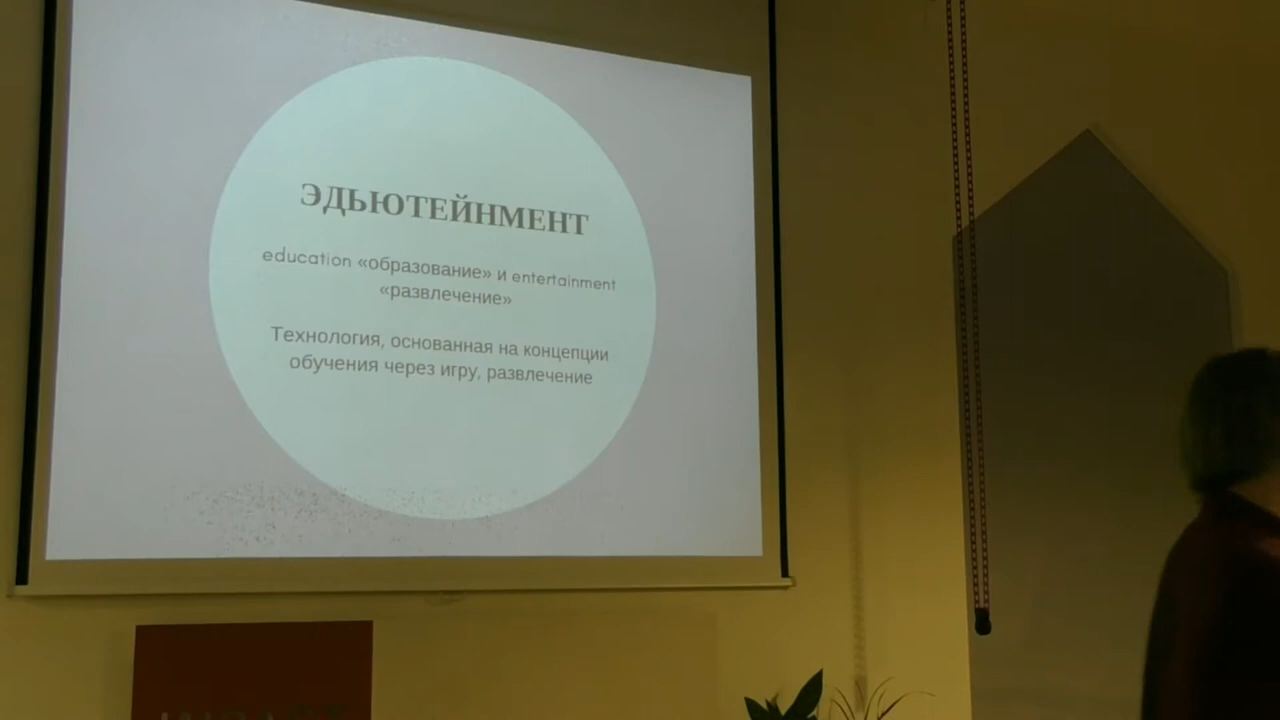 ЭДЬЮТЕЙНМЕНТ
education «образование» и entertainment
«развлечение»
Технология, основанная на концепции
обучения через игру, развлечение